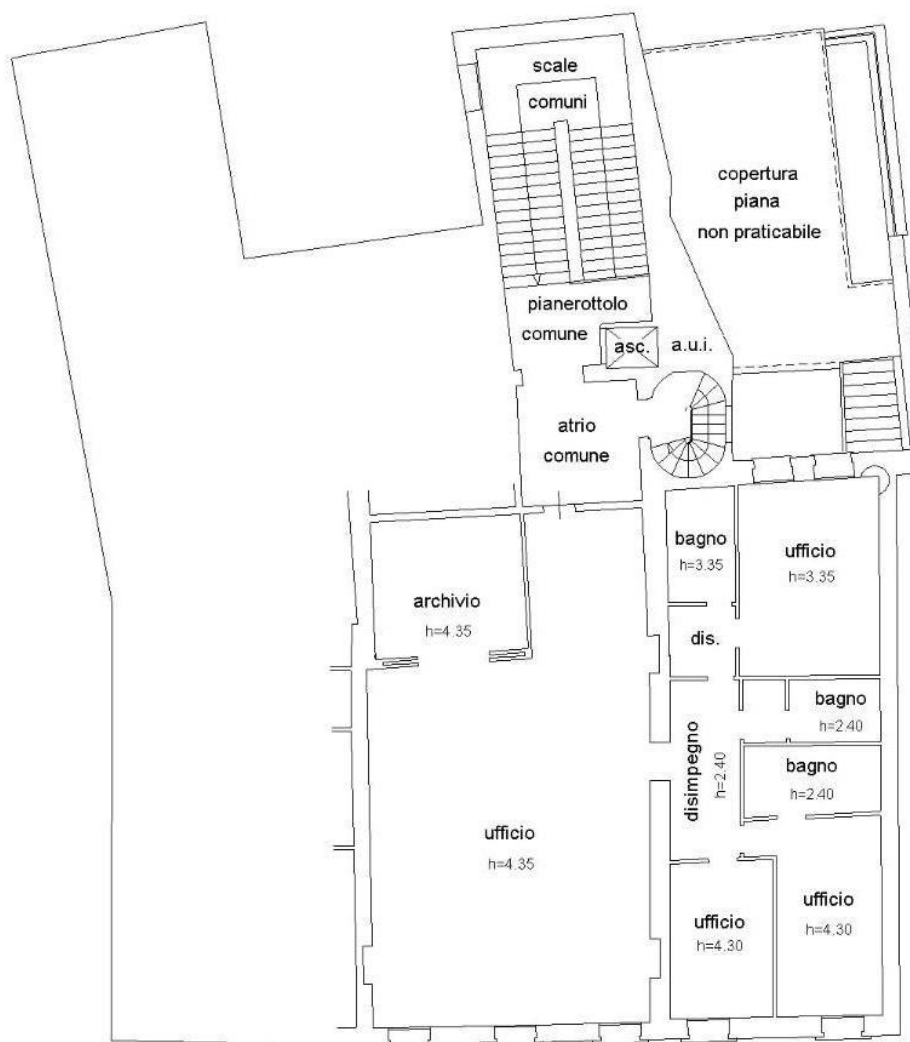 scale
comuni
copertura
piana
non praticabile
pianerottolo
comune
asc.
a.u.i.
atrio
comune
bagno
h=3.35
ufficio
h=3.35
archivio
h=4.35
dis.
bagno
h=2.40
disimpegno
h=2.40
bagno
h=2.40
ufficio
h=4.35
ufficio
h=4.30
ufficio
h=4.30